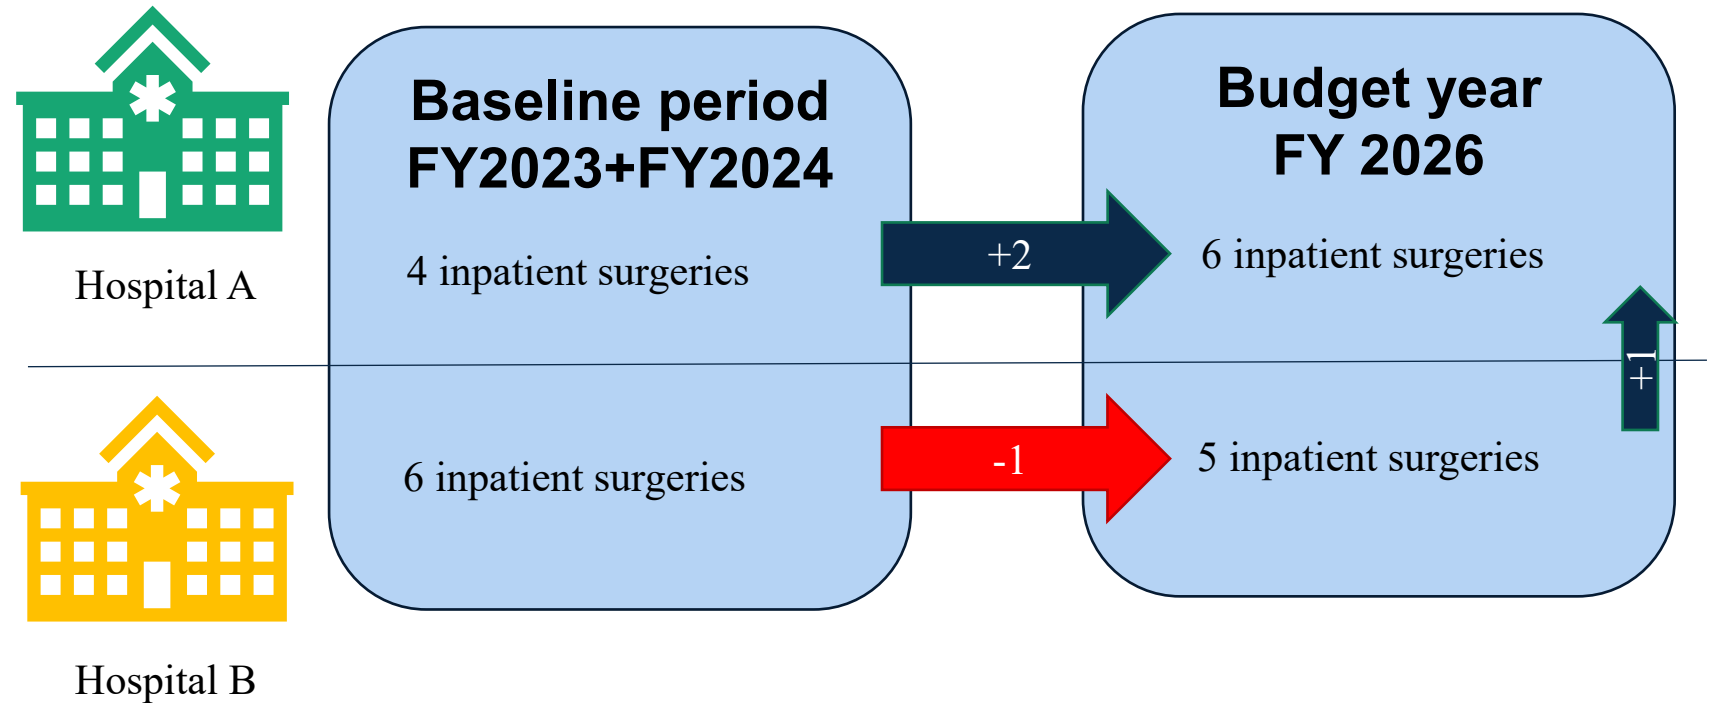 Baseline period
FY2023+FY2024
Budget year
FY 2026
Hospital A
4 inpatient surgeries
+2
6 inpatient surgeries
+1
6 inpatient surgeries
-1
5 inpatient surgeries
Hospital B